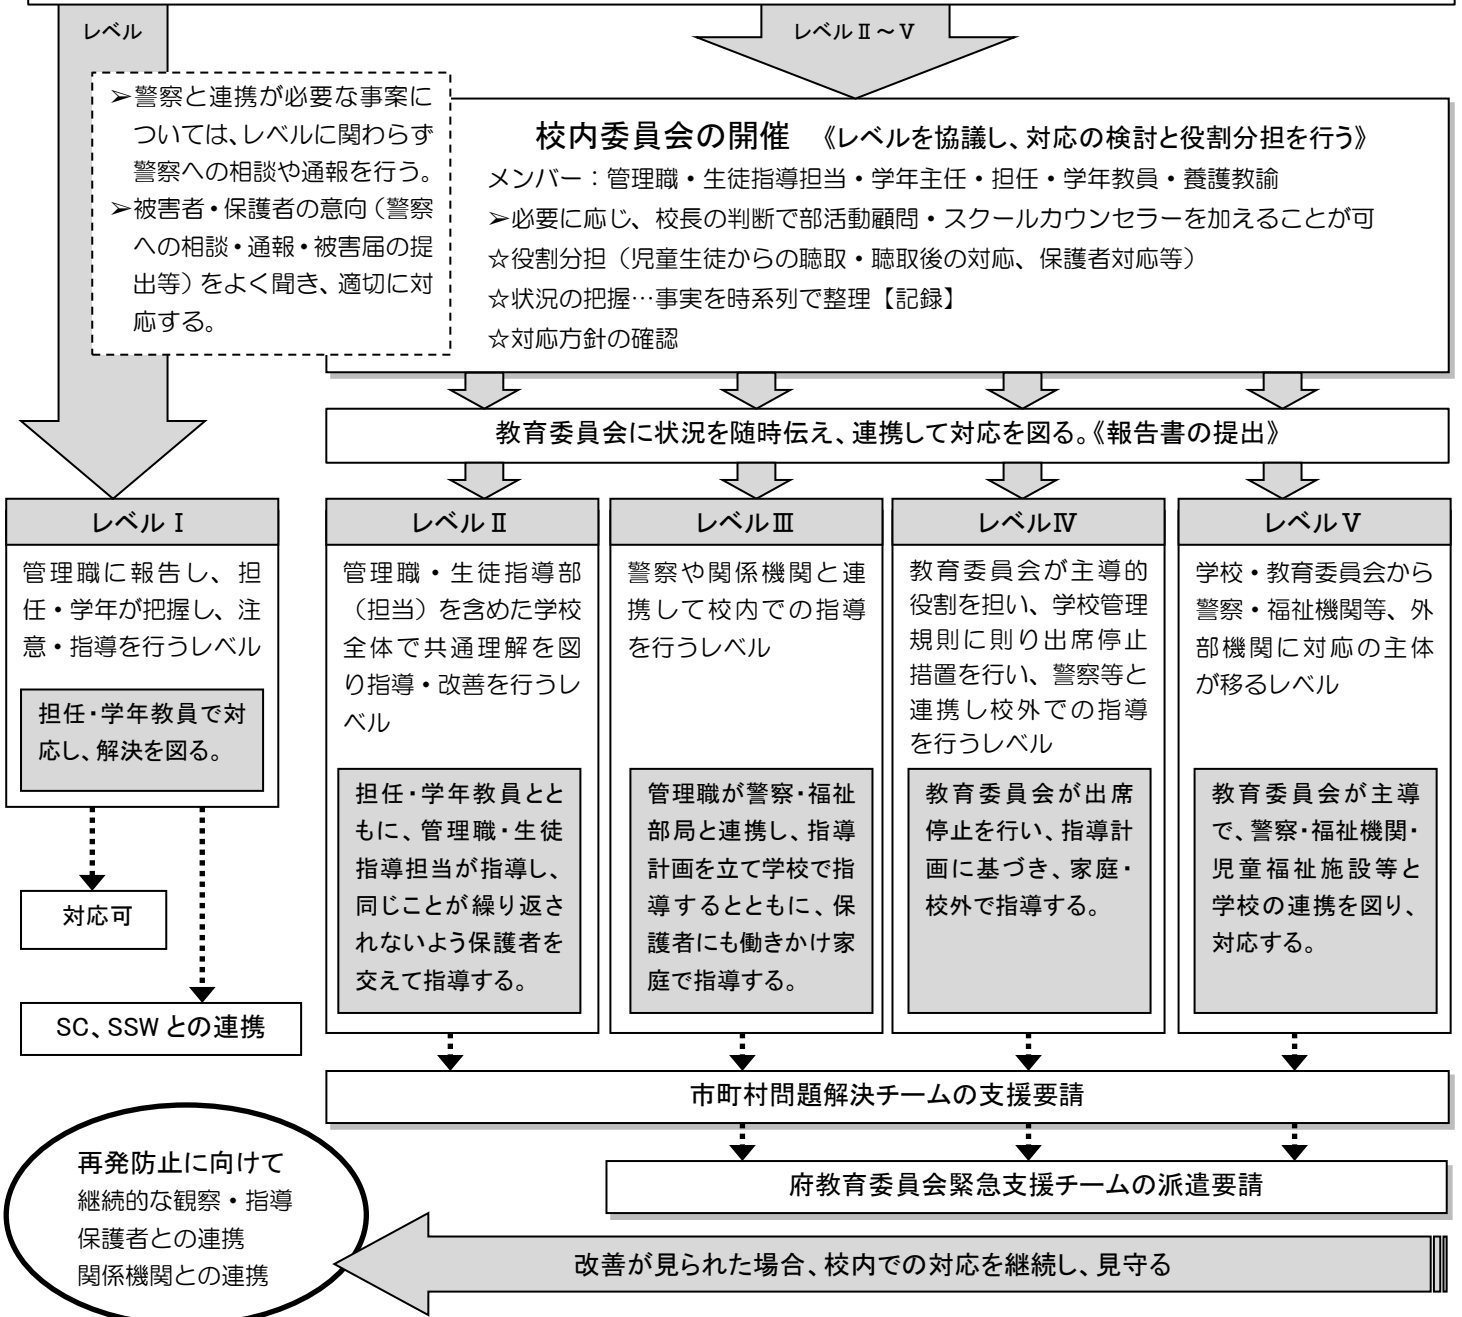 レベル
レベルⅡ～Ⅴ
➢警察と連携が必要な事案に
ついては、レベルに関わらず
警察への相談や通報を行う。
➢被害者・保護者の意向（警察
への相談・通報・被害届の提
出等）をよく聞き、適切に対
応する。
校内委員会の開催　《レベルを協議し、対応の検討と役割分担を行う》
メンバー：管理職・生徒指導担当・学年主任・担任・学年教員・養護教諭
➢必要に応じ、校長の判断で部活動顧問・スクールカウンセラーを加えることが可
☆役割分担（児童生徒からの聴取・聴取後の対応、保護者対応等）
☆状況の把握…事実を時系列で整理【記録】
☆対応方針の確認
教育委員会に状況を随時伝え、連携して対応を図る。《報告書の提出》
レベルⅠ
管理職に報告し、担
任・学年が把握し、注
意・指導を行うレベル
担任・学年教員で対
応し、解決を図る。
対応可
SC、SSWとの連携
レベルⅡ
管理職・生徒指導部
（担当）を含めた学校
全体で共通理解を図
り指導・改善を行うレ
ベル
担任・学年教員とと
もに、管理職・生徒
指導担当が指導し、
同じことが繰り返さ
れないよう保護者を
交えて指導する。
レベルⅢ
警察や関係機関と連
携して校内での指導
を行うレベル
管理職が警察・福祉
部局と連携し、指導
計画を立て学校で指
導するとともに、保
護者にも働きかけ家
庭で指導する。
レベルⅣ
教育委員会が主導的
役割を担い、学校管理
規則に則り出席停止
措置を行い、警察等と
連携し校外での指導
を行うレベル
教育委員会が出席
停止を行い、指導計
画に基づき、家庭・
校外で指導する。
レベルⅤ
学校・教育委員会から
警察・福祉機関等、外
部機関に対応の主体
が移るレベル
教育委員会が主導
で、警察・福祉機関・
児童福祉施設等と
学校の連携を図り、
対応する。
市町村問題解決チームの支援要請
府教育委員会緊急支援チームの派遣要請
改善が見られた場合、校内での対応を継続し、見守る
再発防止に向けて
継続的な観察・指導
保護者との連携
関係機関との連携